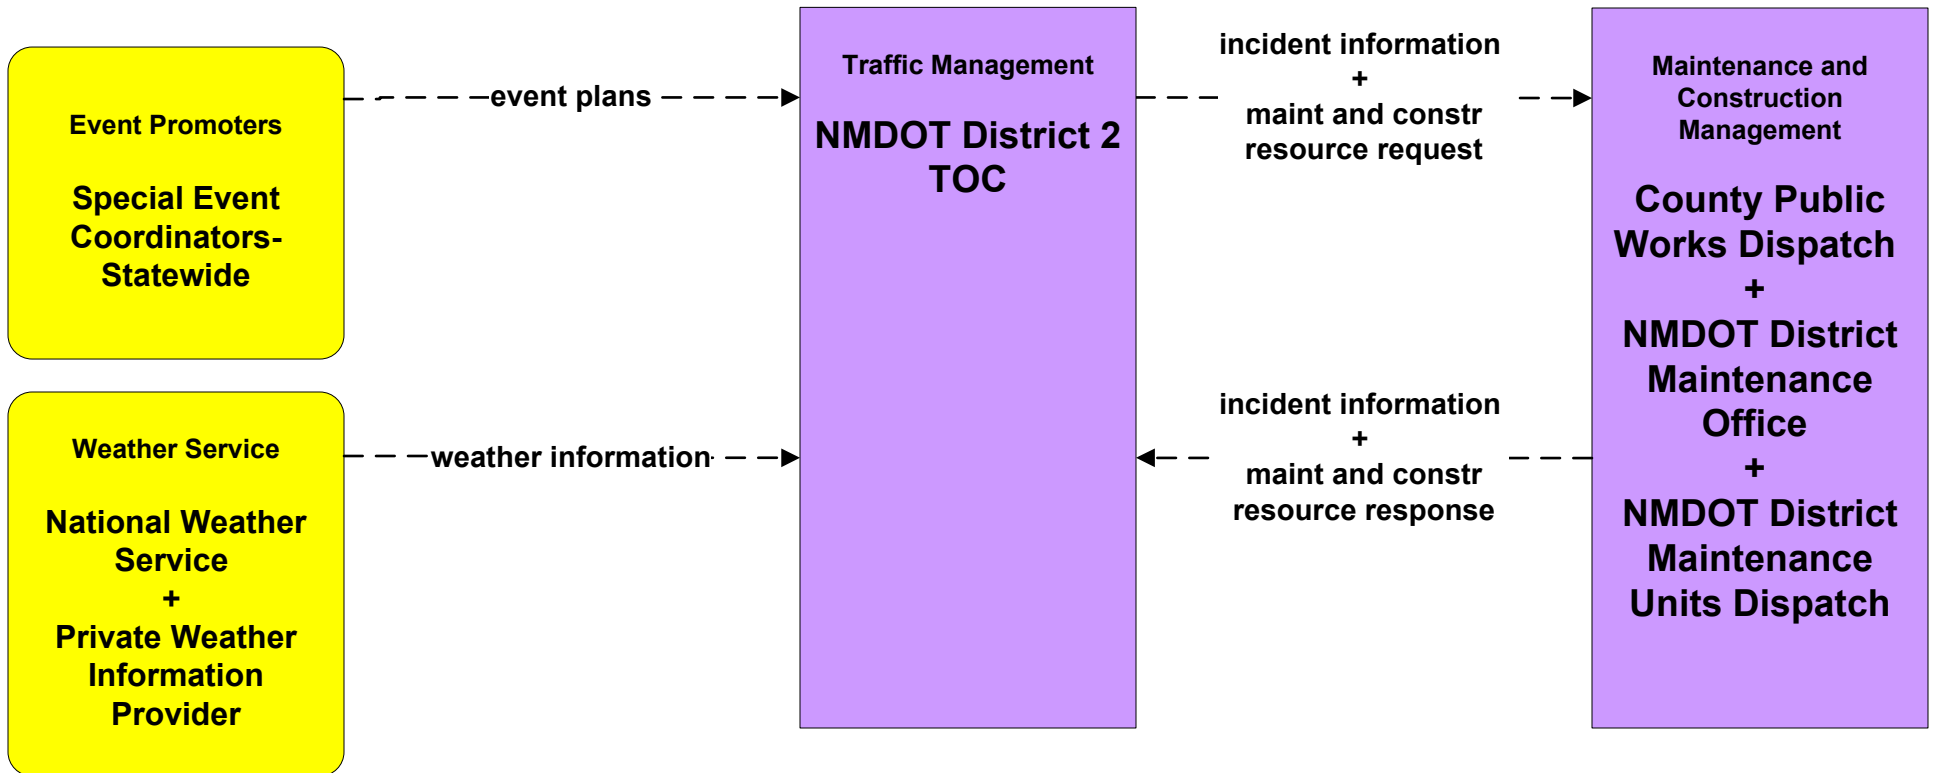 Event Promoters
Special Event
Coordinators-
Statewide
event plans
Weather Service
National Weather
Service
+
Private Weather
Information
Provider
weather information
Traffic Management
NMDOT District 2
TOC
incident information
+
maint and constr
resource request
incident information
+
maint and constr
resource response
Maintenance and
Construction
Management
County Public
Works Dispatch
+
NMDOT District
Maintenance
Office
+
NMDOT District
Maintenance
Units Dispatch